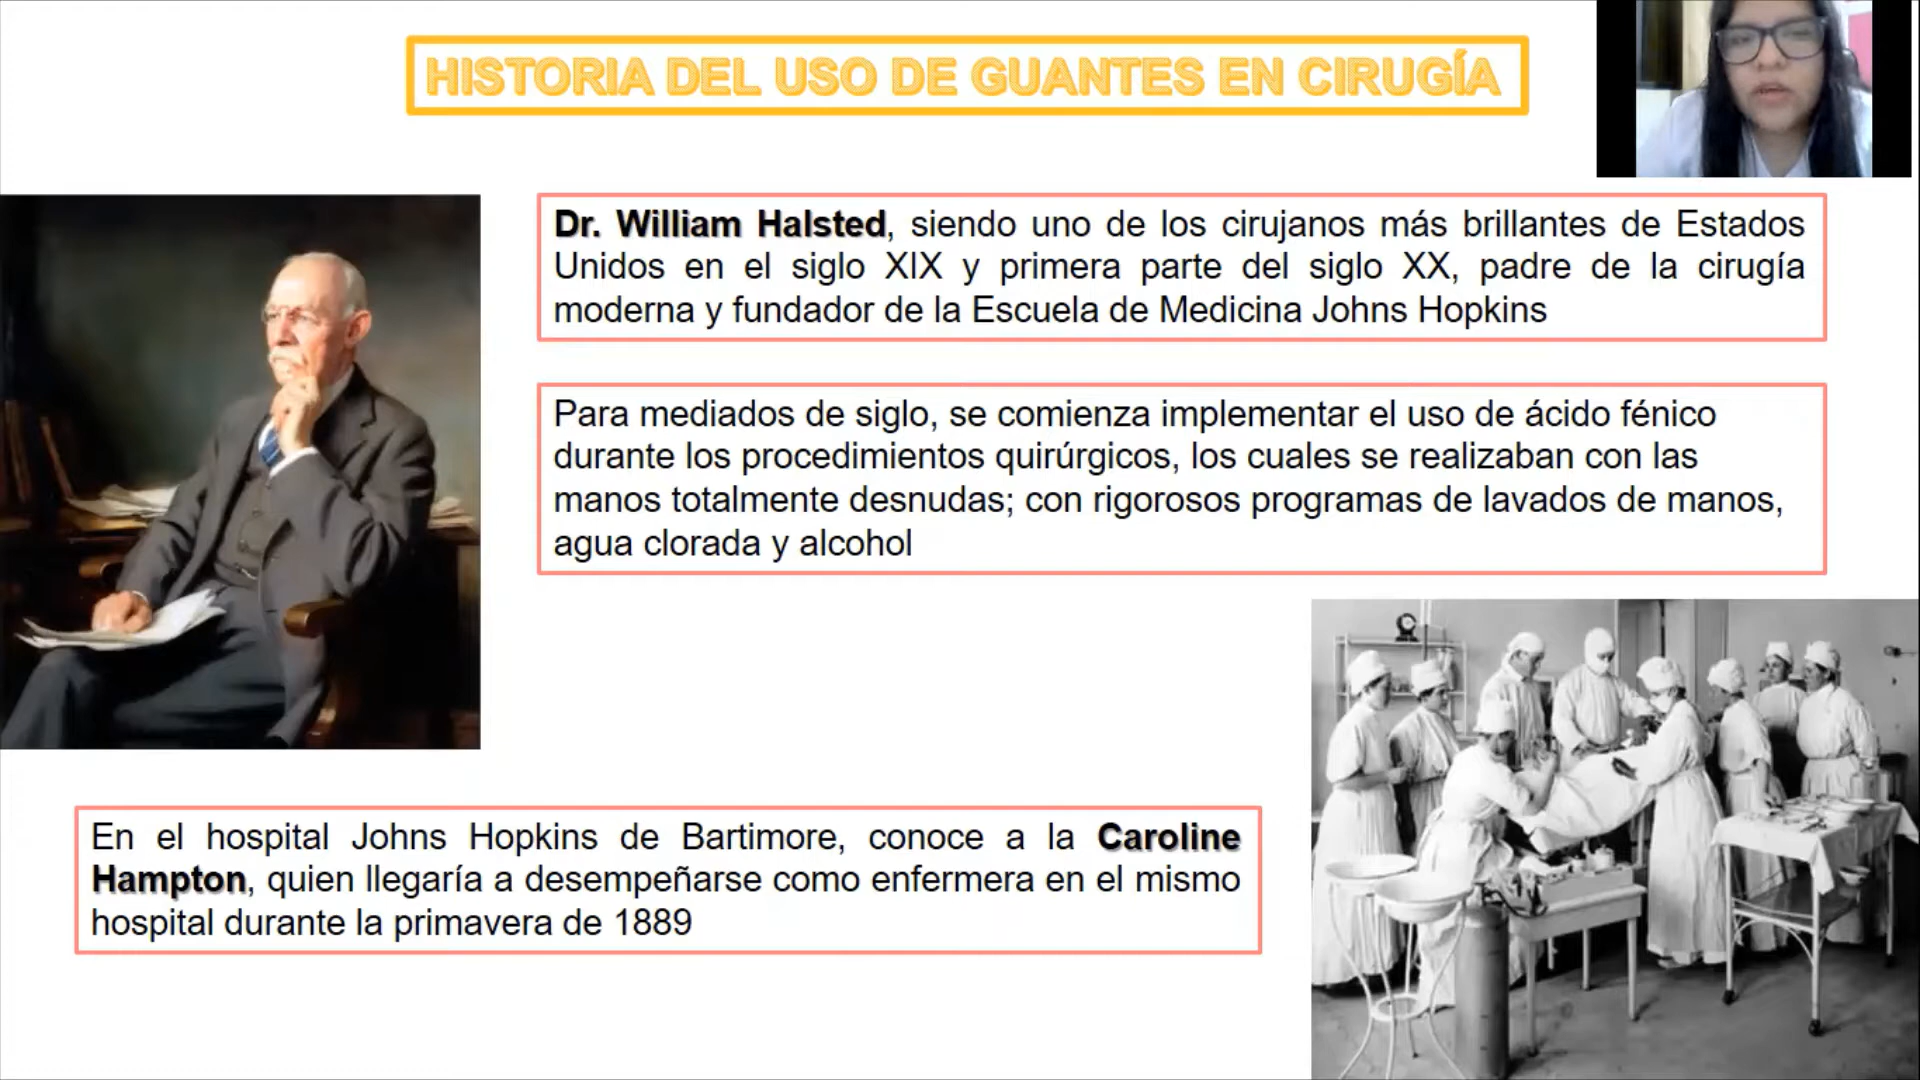 HISTORIA DEL USO DE GUANTES EN CIRUGÍA
Dr. William Halsted, siendo uno de los cirujanos más brillantes de Estados
Unidos en el siglo XIX y primera parte del siglo XX, padre de la cirugía
moderna y fundador de la Escuela de Medicina Johns Hopkins
Para mediados de siglo, se comienza implementar el uso de ácido fénico
durante los procedimientos quirúrgicos, los cuales se realizaban con las
manos totalmente desnudas; con rigorosos programas de lavados de manos,
agua clorada y alcohol
En el hospital Johns Hopkins de Bartimore, conoce a la Caroline
Hampton, quien llegaría a desempeñarse como enfermera en el mismo
hospital durante la primavera de 1889